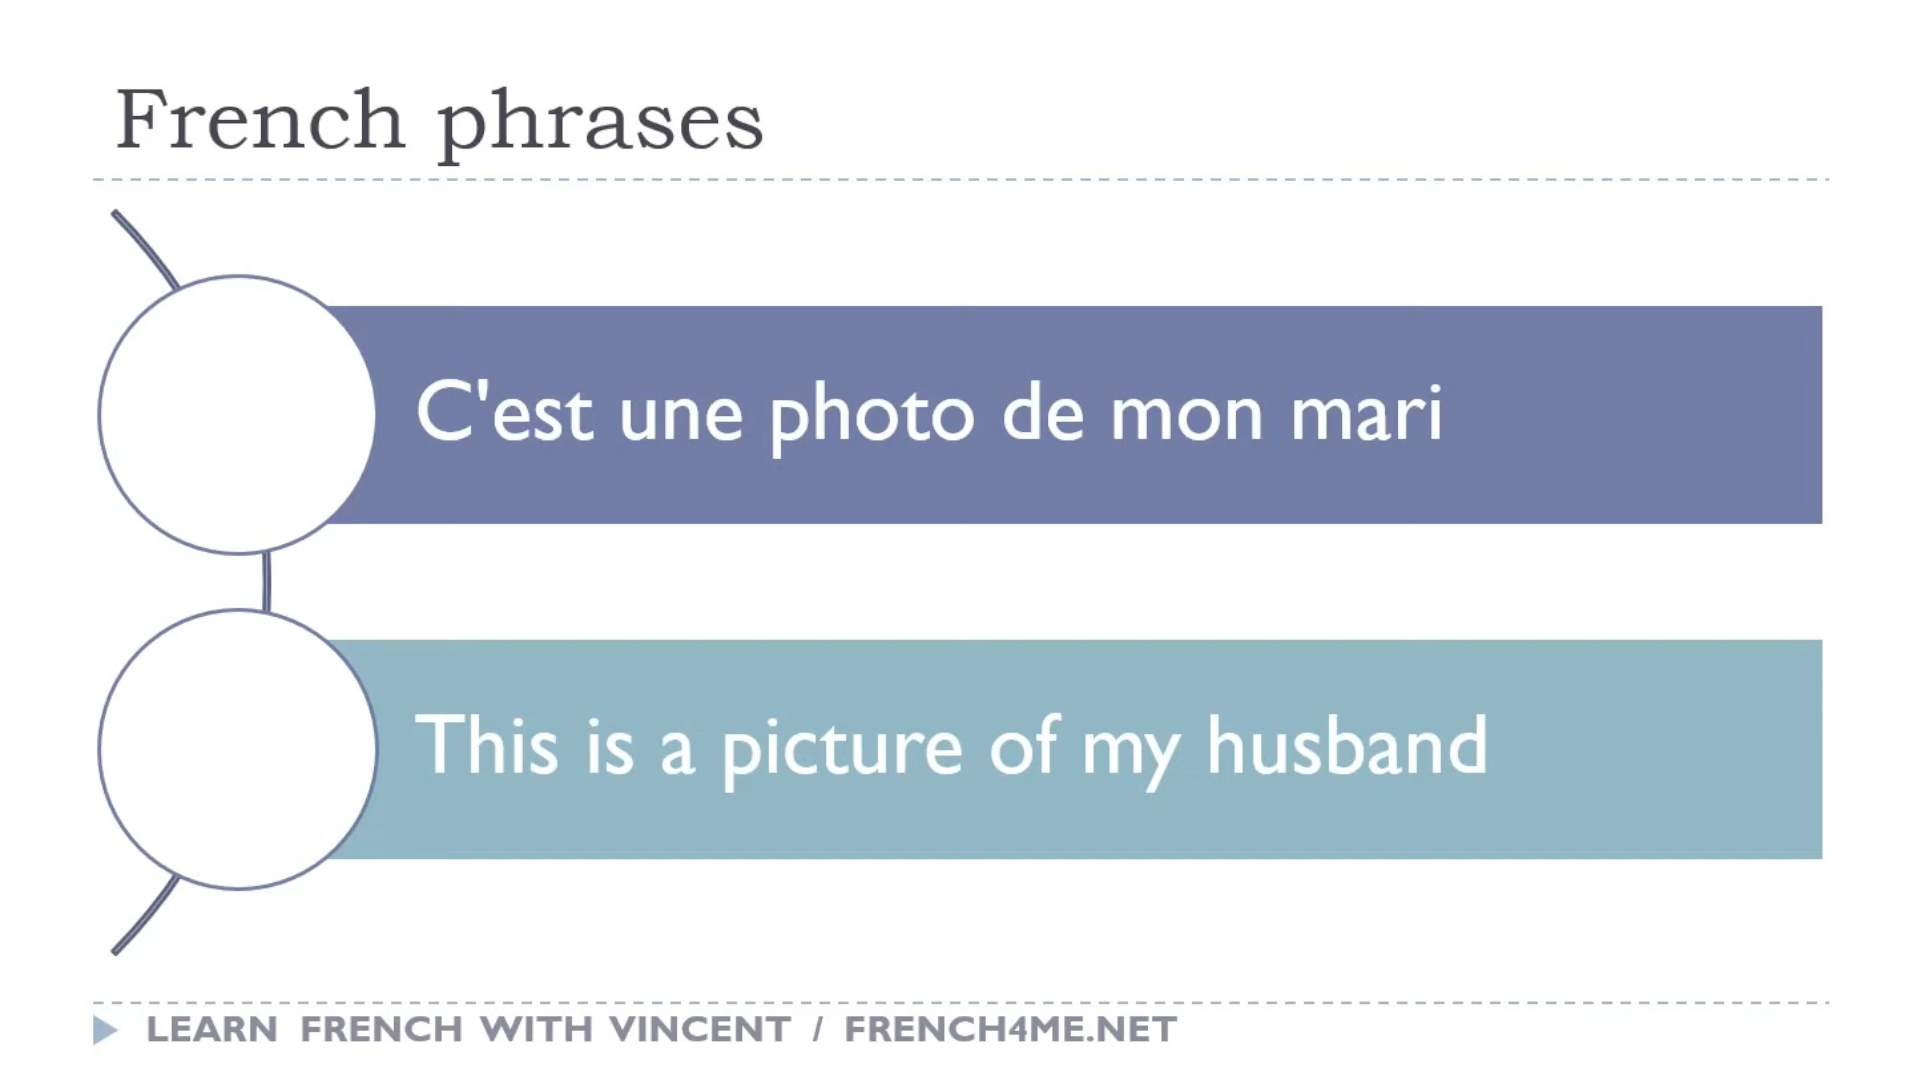 French phrases
C'est une photo de mon mari
This is a picture of my husband
LEARN FRENCH WITH VINCENT / FRENCH4ME.NET